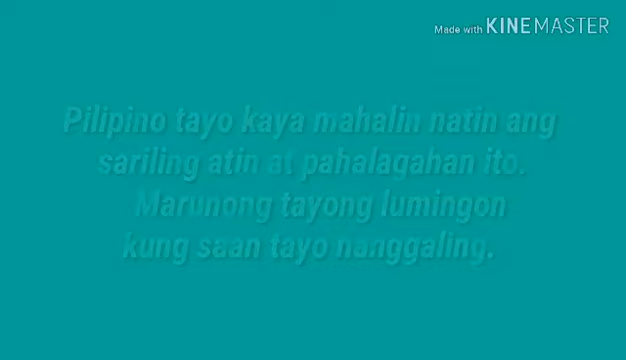 Made with KINEMASTER
Pilipino tayo kaya mahalin natin ang
sariling atin at pahalagahan ito.
Marunong tayong lumingon
kung saan tayo nanggaling.